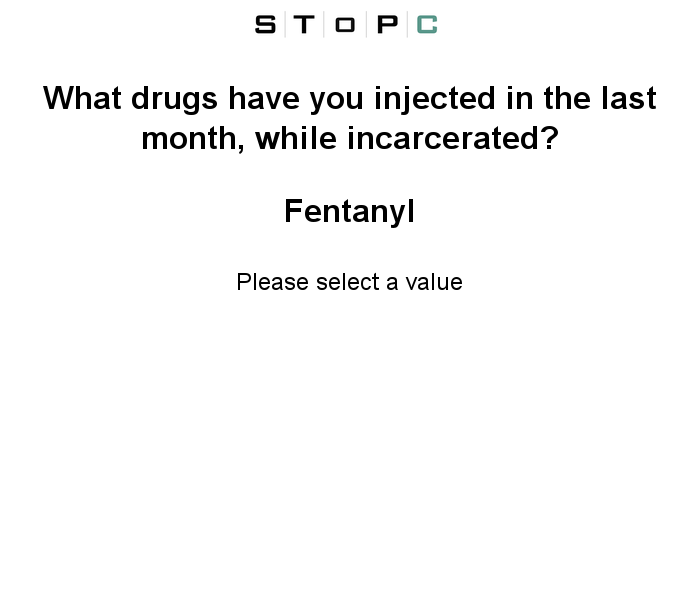 S T O P C
What drugs have you injected in the last
month, while incarcerated?
Fentanyl
Please select a value